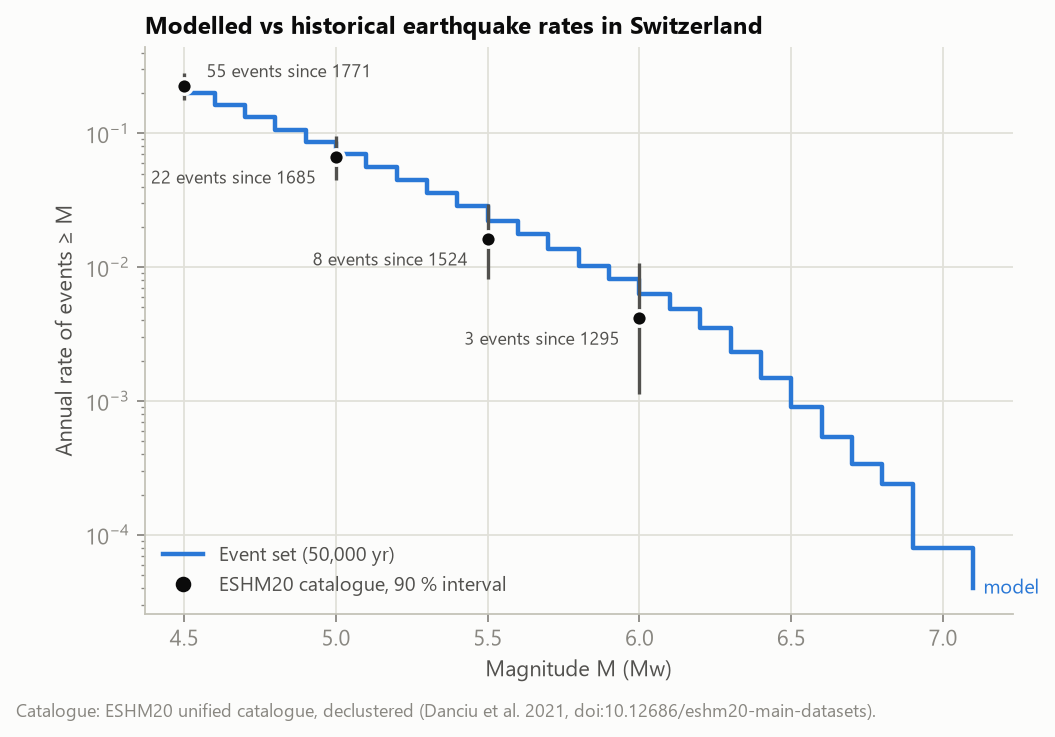 Modelled vs historical earthquake rates in Switzerland
55 events since 1771
22 events since 1685
8 events since 1524
3 events since 1295
Annual rate of events ≥ M
10⁻¹
10⁻²
10⁻³
10⁻⁴
Event set (50,000 yr)
ESHM20 catalogue, 90 % interval
model
4.5 5.0 5.5 6.0 6.5 7.0
Magnitude M (Mw)
Catalogue: ESHM20 unified catalogue, declustered (Danciu et al. 2021, doi:10.12686/eshm20-main-datasets).